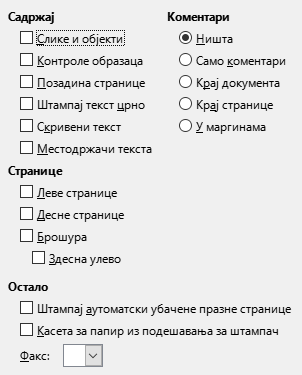 Садржај
Слике и објекти
Контроле образаца
Позадина странице
Штампај текст црно
Скривени текст
Местодржачи текста
Коментари
Ништа
Само коментари
Крај документа
Крај странице
У маргинама
Странице
Леве странице
Десне странице
Брошура
Здесна улево
Остало
Штампај аутоматски убачене празне странице
Касета за папир из подешавања за штампач
Факс: